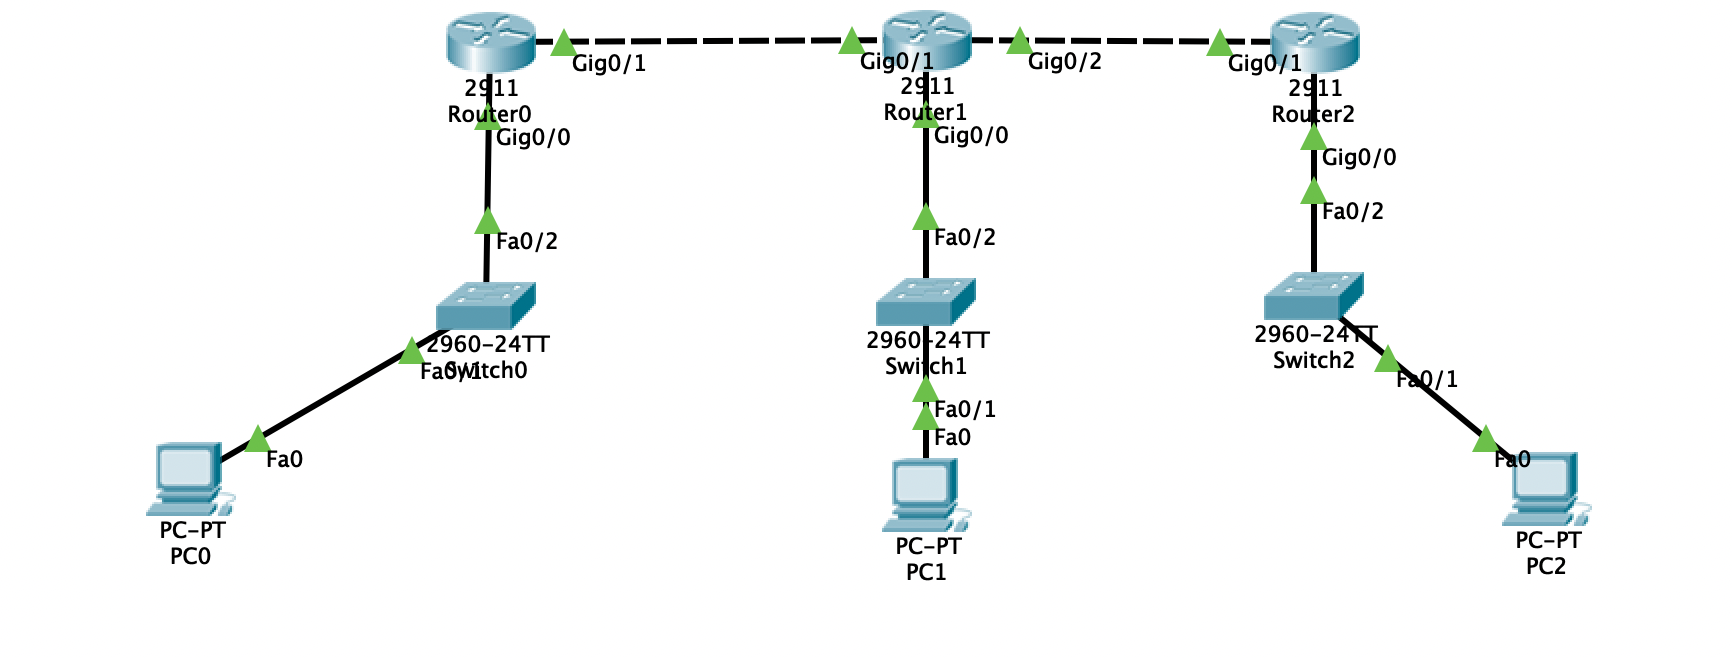 Gig0/1
Gig0/1
Gig0/2
Gig0/1
2911
Router0
Gig0/0
2911
Router1
Gig0/0
2911
Router2
Gig0/0
Fa0/2
Fa0/2
Fa0/2
2960-24TT
Switch0
Fa0/1
2960-24TT
Switch1
2960-24TT
Switch2
Fa0/1
Fa0/1
Fa0
Fa0
Fa0
PC-PT
PC0
PC-PT
PC1
PC-PT
PC2